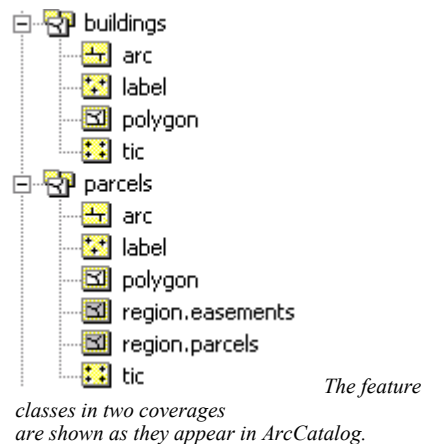 buildings
arc
label
polygon
tic
parcels
arc
label
polygon
region.easements
region.parcels
tic
The feature
classes in two coverages
are shown as they appear in ArcCatalog.